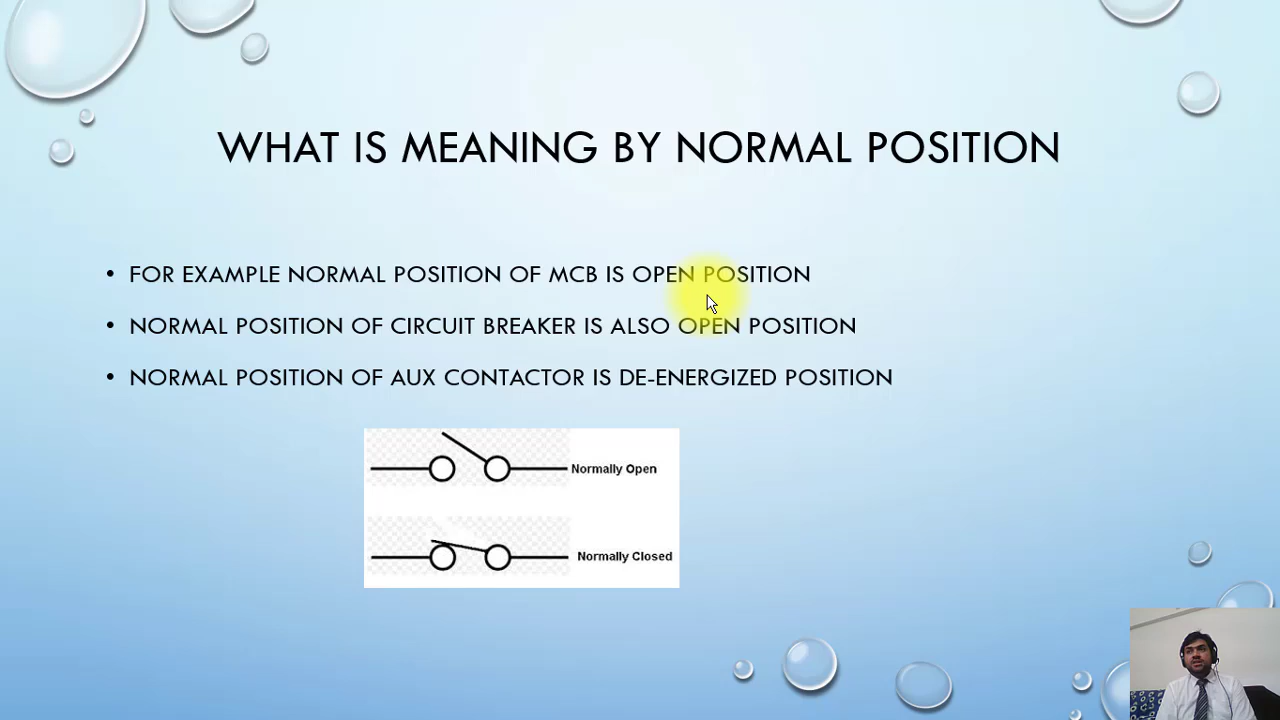 WHAT IS MEANING BY NORMAL POSITION
• FOR EXAMPLE NORMAL POSITION OF MCB IS OPEN POSITION
• NORMAL POSITION OF CIRCUIT BREAKER IS ALSO OPEN POSITION
• NORMAL POSITION OF AUX CONTACTOR IS DE-ENERGIZED POSITION
Normally Open
Normally Closed